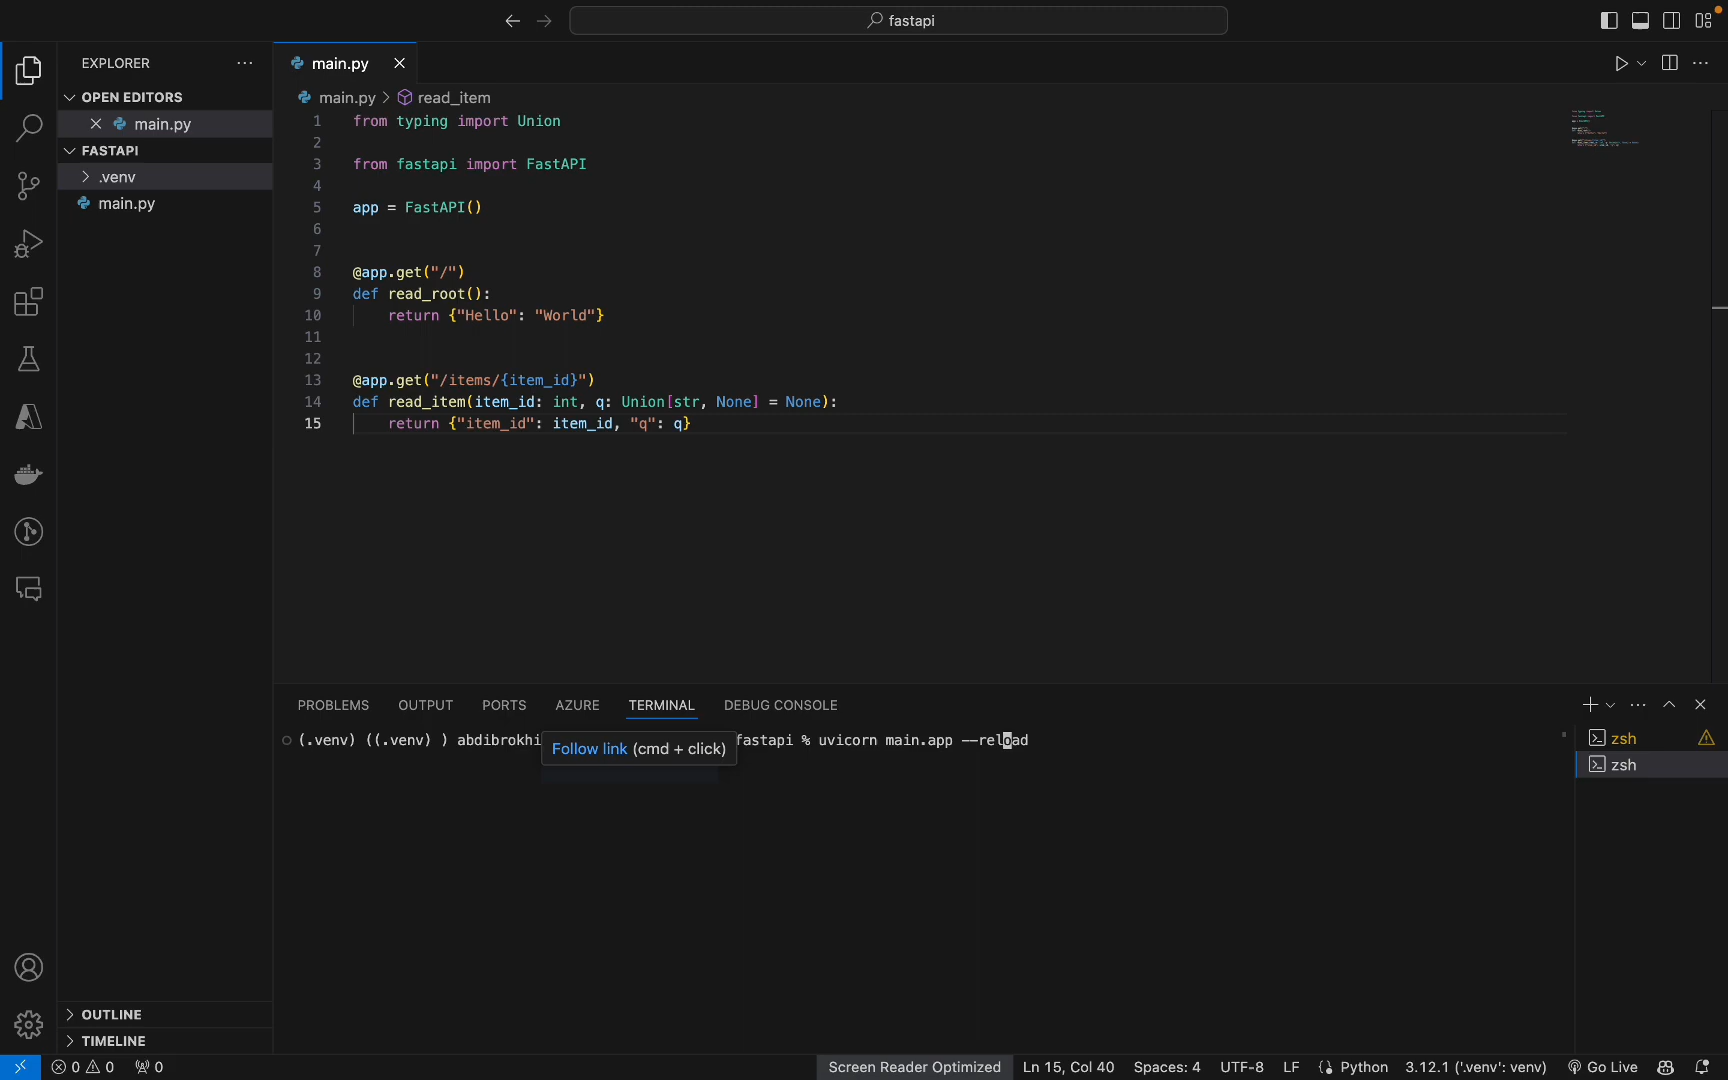 fastapi
EXPLORER
OPEN EDITORS
main.py
FASTAPI
.venv
main.py
OUTLINE
TIMELINE
main.py
main.py > read_item
1 from typing import Union
2
3 from fastapi import FastAPI
4
5 app = FastAPI()
6
7
8 @app.get("/")
9 def read_root():
10 return {"Hello": "World"}
11
12
13 @app.get("/items/{item_id}")
14 def read_item(item_id: int, q: Union[str, None] = None):
15 return {"item_id": item_id, "q": q}
PROBLEMS OUTPUT PORTS AZURE TERMINAL DEBUG CONSOLE
(.venv) ((.venv) ) abdibrokhi fastapi % uvicorn main.app --reload
Follow link (cmd + click)
zsh
zsh
0 0 0 Screen Reader Optimized Ln 15, Col 40 Spaces: 4 UTF-8 LF Python 3.12.1 ('.venv': venv) Go Live